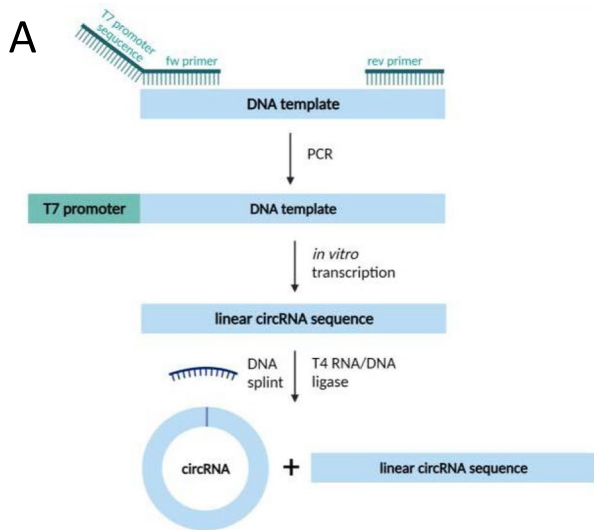 A
T7 promoter
sequcence
fw primer
rev primer
DNA template
PCR
T7 promoter
DNA template
in vitro
transcription
linear circRNA sequence
DNA
splint
T4 RNA/DNA
ligase
circRNA
+
linear circRNA sequence